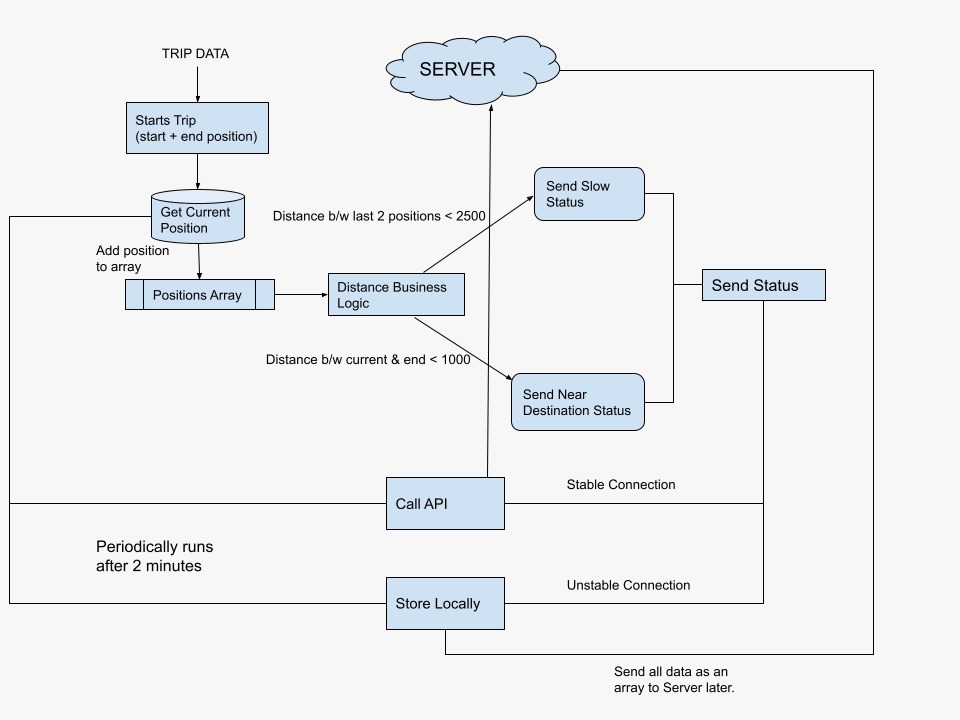 TRIP DATA
SERVER
Starts Trip
(start + end position)
Send Slow
Status
Get Current
Position
Distance b/w last 2 positions < 2500
Add position
to array
Positions Array
Distance Business
Logic
Send Status
Distance b/w current & end < 1000
Send Near
Destination Status
Stable Connection
Call API
Periodically runs
after 2 minutes
Unstable Connection
Store Locally
Send all data as an
array to Server later.